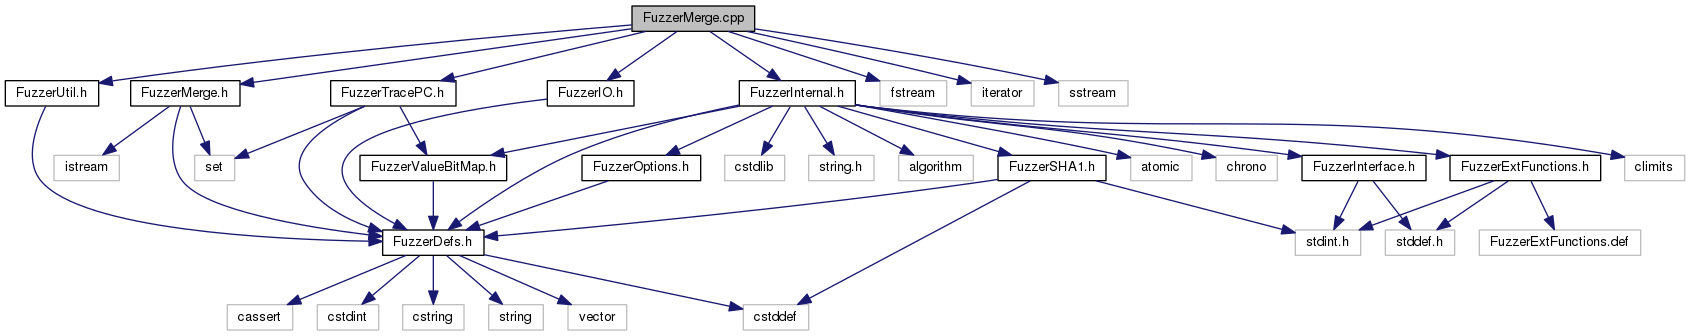 FuzzerMerge.cpp
FuzzerUtil.h
FuzzerMerge.h
FuzzerTracePC.h
FuzzerIO.h
FuzzerInternal.h
fstream
iterator
sstream
istream
set
FuzzerValueBitMap.h
FuzzerOptions.h
cstdlib
string.h
algorithm
FuzzerSHA1.h
atomic
chrono
FuzzerInterface.h
FuzzerExtFunctions.h
climits
FuzzerDefs.h
stdint.h
stddef.h
FuzzerExtFunctions.def
cassert
cstdint
cstring
string
vector
cstddef